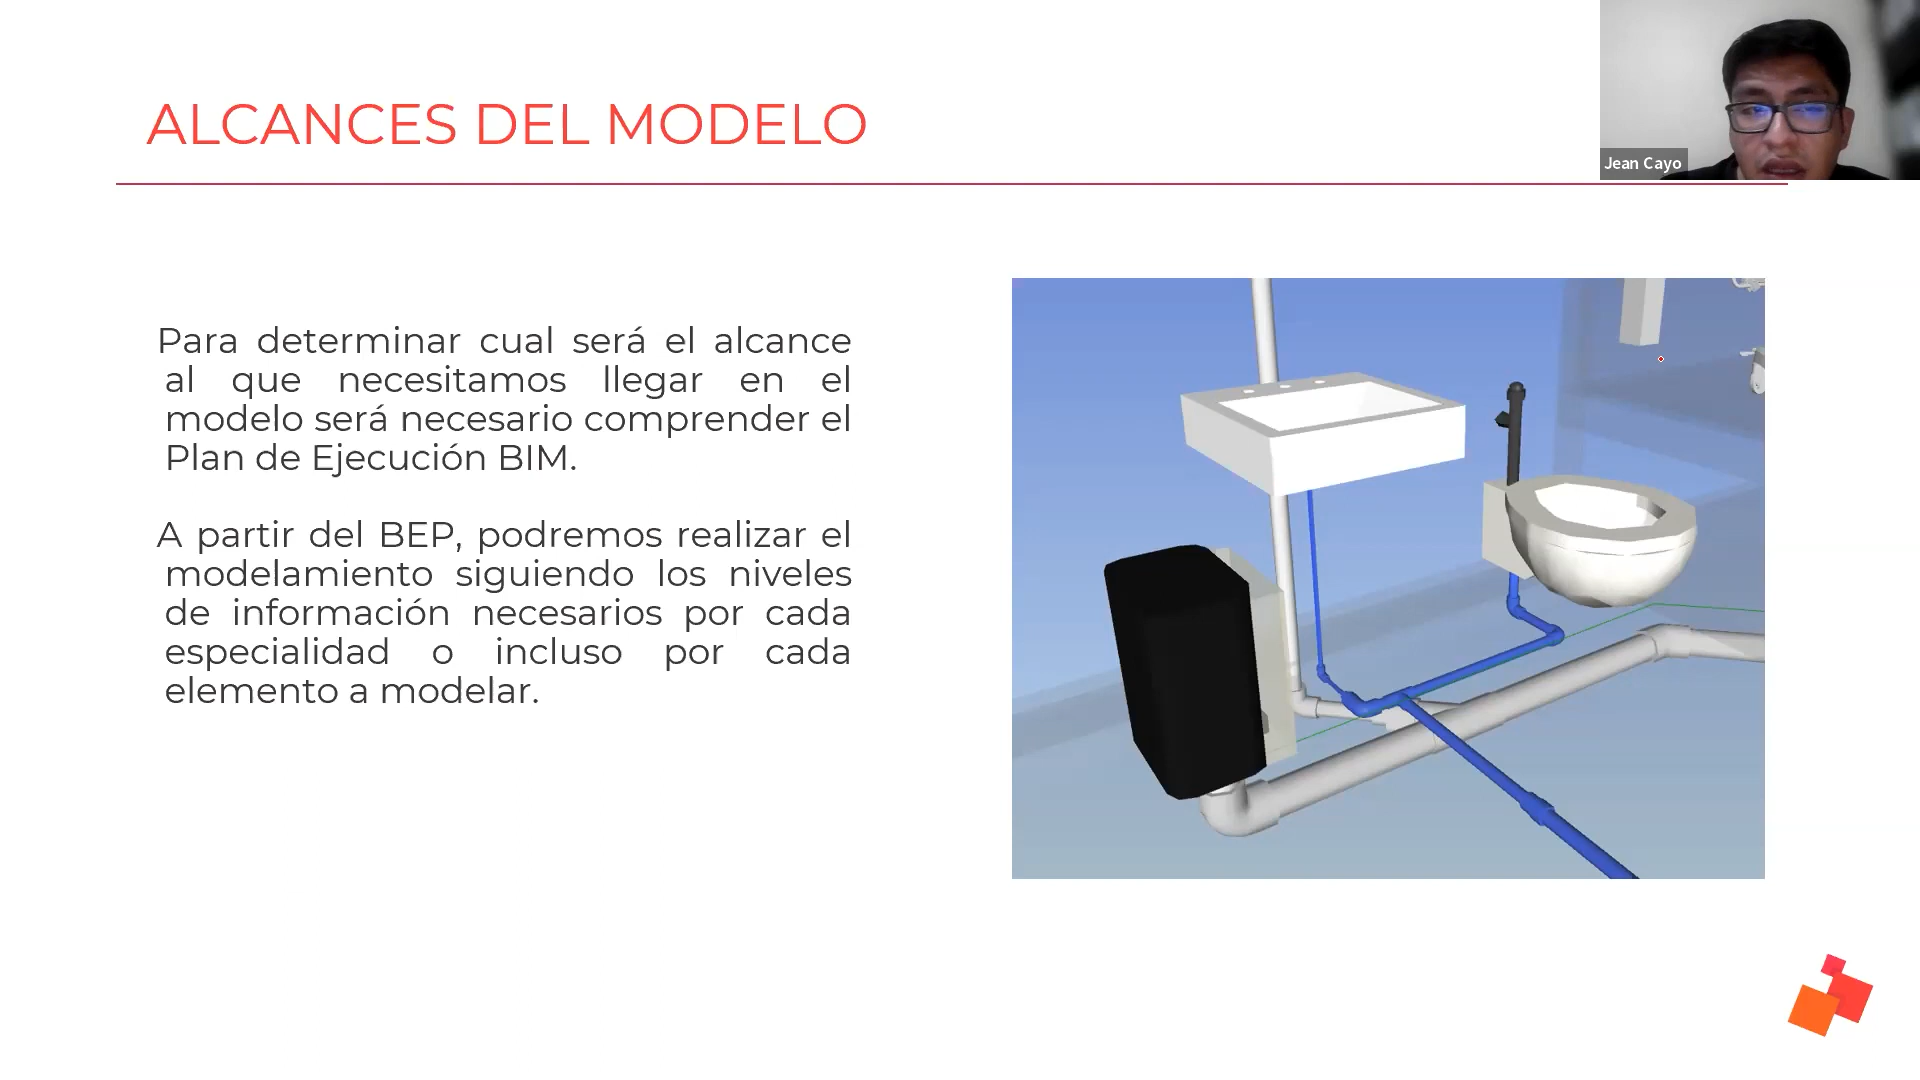 ALCANCES DEL MODELO
Jean Cayo
Para determinar cual será el alcance
al que necesitamos llegar en el
modelo será necesario comprender el
Plan de Ejecución BIM.
A partir del BEP, podremos realizar el
modelamiento siguiendo los niveles
de información necesarios por cada
especialidad o incluso por cada
elemento a modelar.